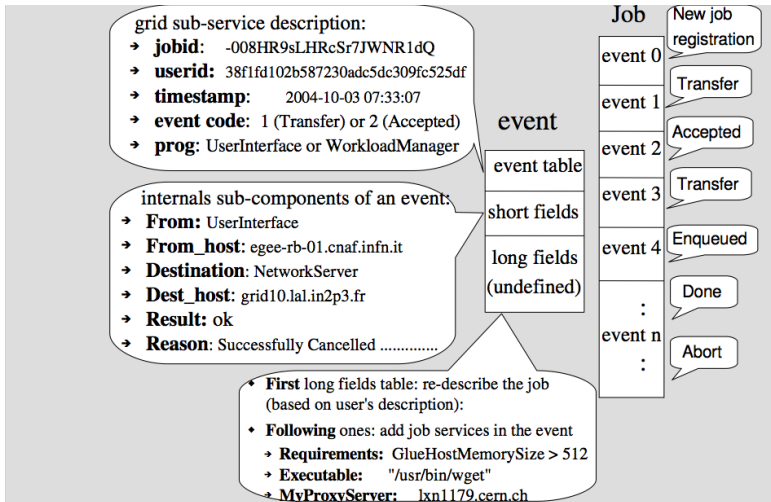 grid sub-service description:
➔ jobid: -008HR9sLHRcSr7JWNR1dQ
➔ userid: 38f1fd102b587230adc5dc309fc525df
➔ timestamp: 2004-10-03 07:33:07
➔ event code: 1 (Transfer) or 2 (Accepted)
➔ prog: UserInterface or WorkloadManager
internals sub-components of an event:
➔ From: UserInterface
➔ From_host: egee-rb-01.cnaf.infn.it
➔ Destination: NetworkServer
➔ Dest_host: grid10.lal.in2p3.fr
➔ Result: ok
➔ Reason: Successfully Cancelled ..............
event
event table
short fields
long fields
(undefined)
◆ First long fields table: re-describe the job
(based on user's description):
◆ Following ones: add job services in the event
➔ Requirements: GlueHostMemorySize > 512
➔ Executable: "/usr/bin/wget"
➔ MyProxyServer: lxn1179.cern.ch
Job
event 0
event 1
event 2
event 3
event 4
:
event n
:
New job
registration
Transfer
Accepted
Transfer
Enqueued
Done
Abort